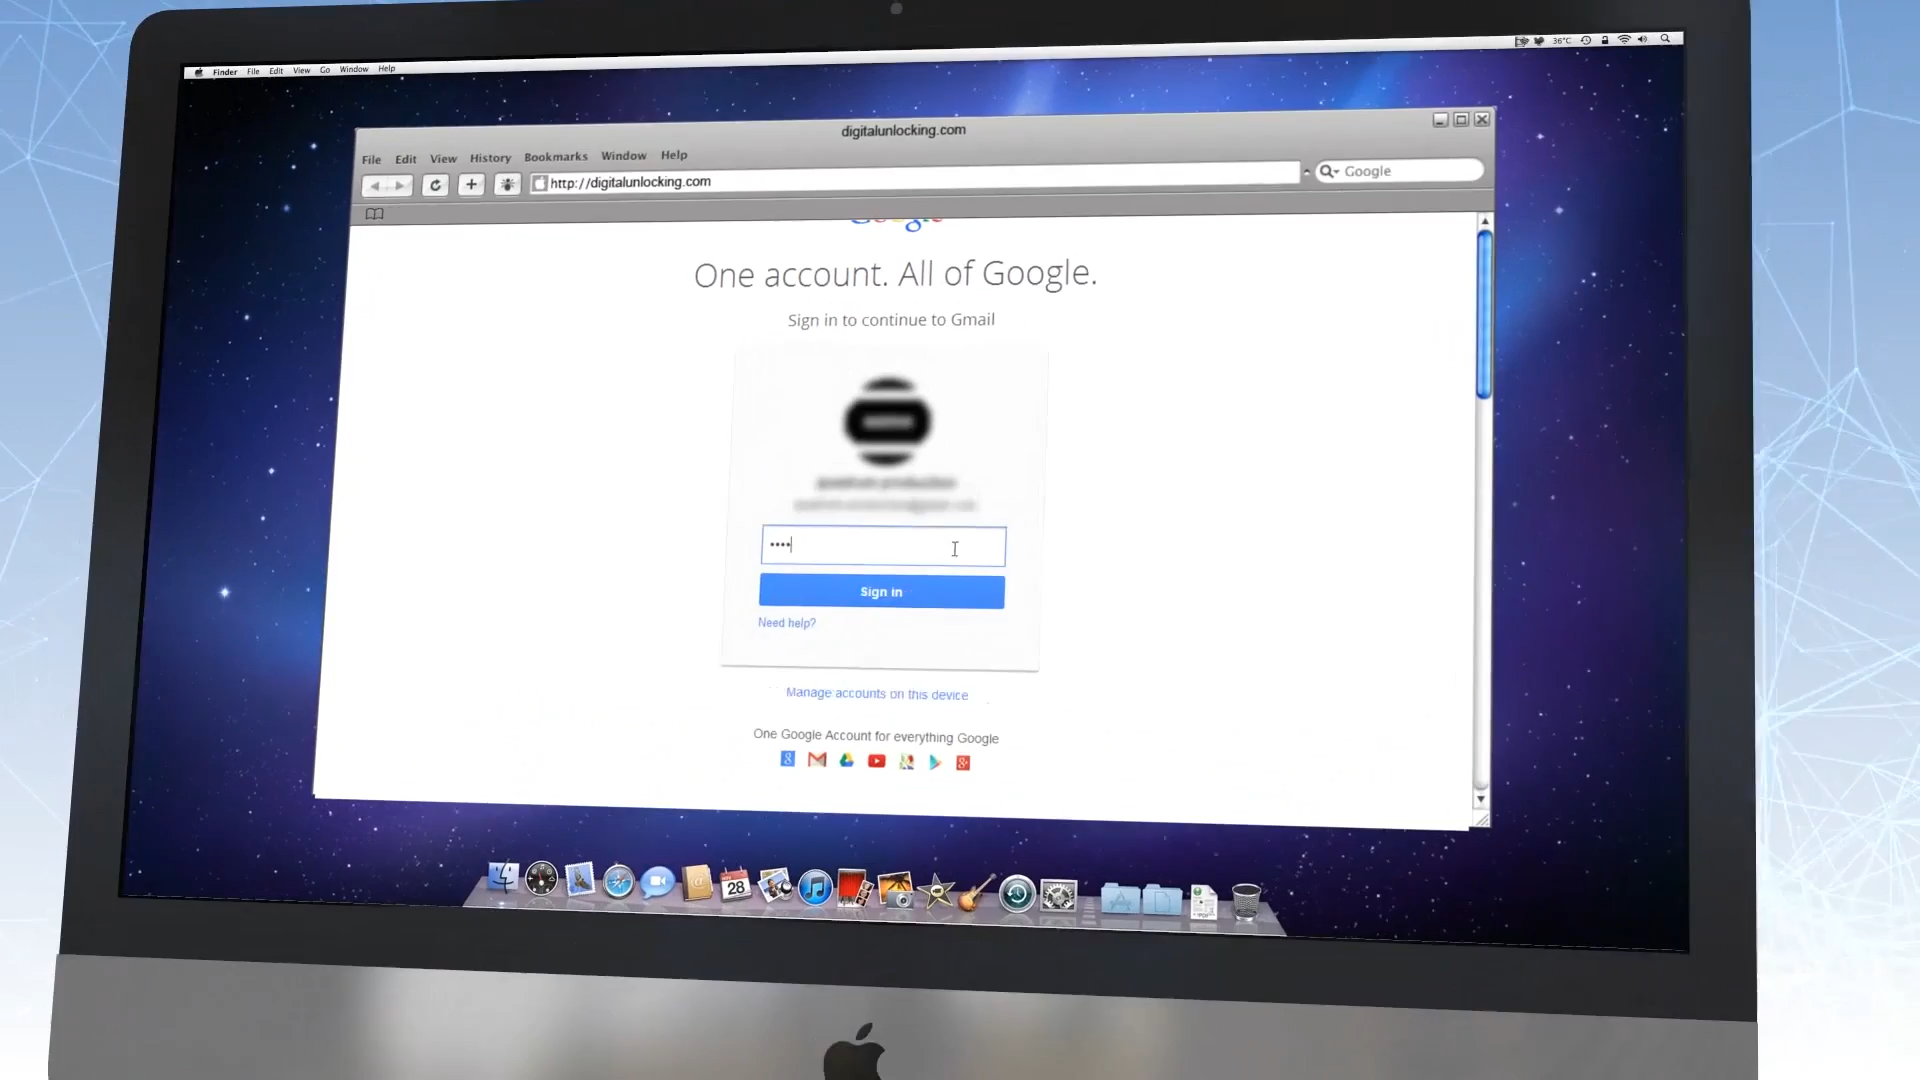 Finder File Edit View Go Window Help
36°C
digitalunlocking.com
File Edit View History Bookmarks Window Help
http://digitalunlocking.com
Google
Google
One account. All of Google.
Sign in to continue to Gmail
••••
Sign in
Need help?
Manage accounts on this device
One Google Account for everything Google
28